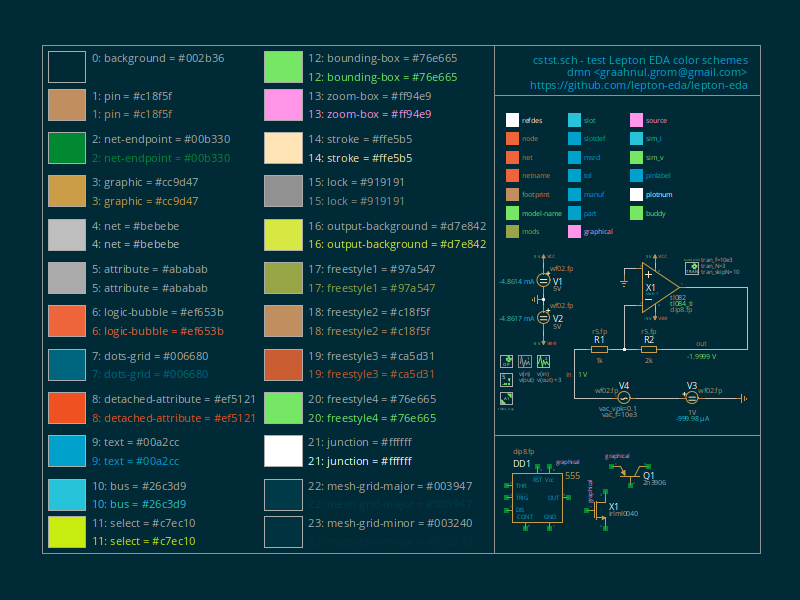 0: background = #002b36
1: pin = #c18f5f
1: pin = #c18f5f
2: net-endpoint = #00b330
2: net-endpoint = #00b330
3: graphic = #cc9d47
3: graphic = #cc9d47
4: net = #bebebe
4: net = #bebebe
5: attribute = #ababab
5: attribute = #ababab
6: logic-bubble = #ef653b
6: logic-bubble = #ef653b
7: dots-grid = #006680
7: dots-grid = #006680
8: detached-attribute = #ef5121
8: detached-attribute = #ef5121
9: text = #00a2cc
9: text = #00a2cc
10: bus = #26c3d9
10: bus = #26c3d9
11: select = #c7ec10
11: select = #c7ec10
12: bounding-box = #76e665
12: bounding-box = #76e665
13: zoom-box = #ff94e9
13: zoom-box = #ff94e9
14: stroke = #ffe5b5
14: stroke = #ffe5b5
15: lock = #919191
15: lock = #919191
16: output-background = #d7e842
16: output-background = #d7e842
17: freestyle1 = #97a547
17: freestyle1 = #97a547
18: freestyle2 = #c18f5f
18: freestyle2 = #c18f5f
19: freestyle3 = #ca5d31
19: freestyle3 = #ca5d31
20: freestyle4 = #76e665
20: freestyle4 = #76e665
21: junction = #ffffff
21: junction = #ffffff
22: mesh-grid-major = #003947
22: mesh-grid-major = #003947
23: mesh-grid-minor = #003240
23: mesh-grid-minor = #003240
cstst.sch - test Lepton EDA color schemes
dmn <graahnul.grom@gmail.com>
https://github.com/lepton-eda/lepton-eda
refdes
node
net
netname
footprint
model-name
mods
slot
slotdef
tol
manuf
part
graphical
source
sim_i
sim_v
pinlabel
plotnum
buddy
wf02.fp
-4.8614 mA
V1
5V
wf02.fp
-4.8617 mA
V2
5V
VCC
VEE
VCC
X1
tl082
tl084_ti
dip8.fp
VEE
tran_f=10e3
tran_N=3
tran_stepN=10
r5.fp
R1
1k
r5.fp
R2
2k
out
-1.9999 V
v(in)
v(out)
v(in)
v(out)+3
in
1 V
wf02.fp
V4
vac_vpk=0.1
vac_f=10e3
V3
wf02.fp
1V
-999.98 µA
dip8.fp
DD1
graphical
555
RST
Vcc
THR
TRIG
OUT
DIS
CONT
GND
graphical
Q1
2n3906
graphical
X1
irlml0040